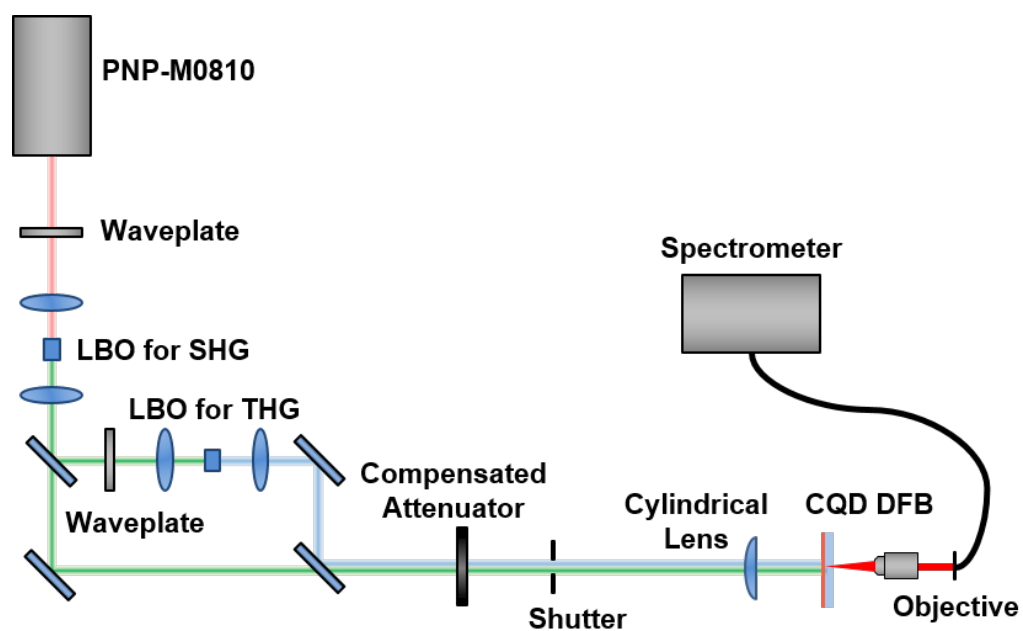 PNP-M0810
Waveplate
Spectrometer
LBO for SHG
LBO for THG
Compensated
Attenuator
Cylindrical
Lens
CQD DFB
Waveplate
Shutter
Objective